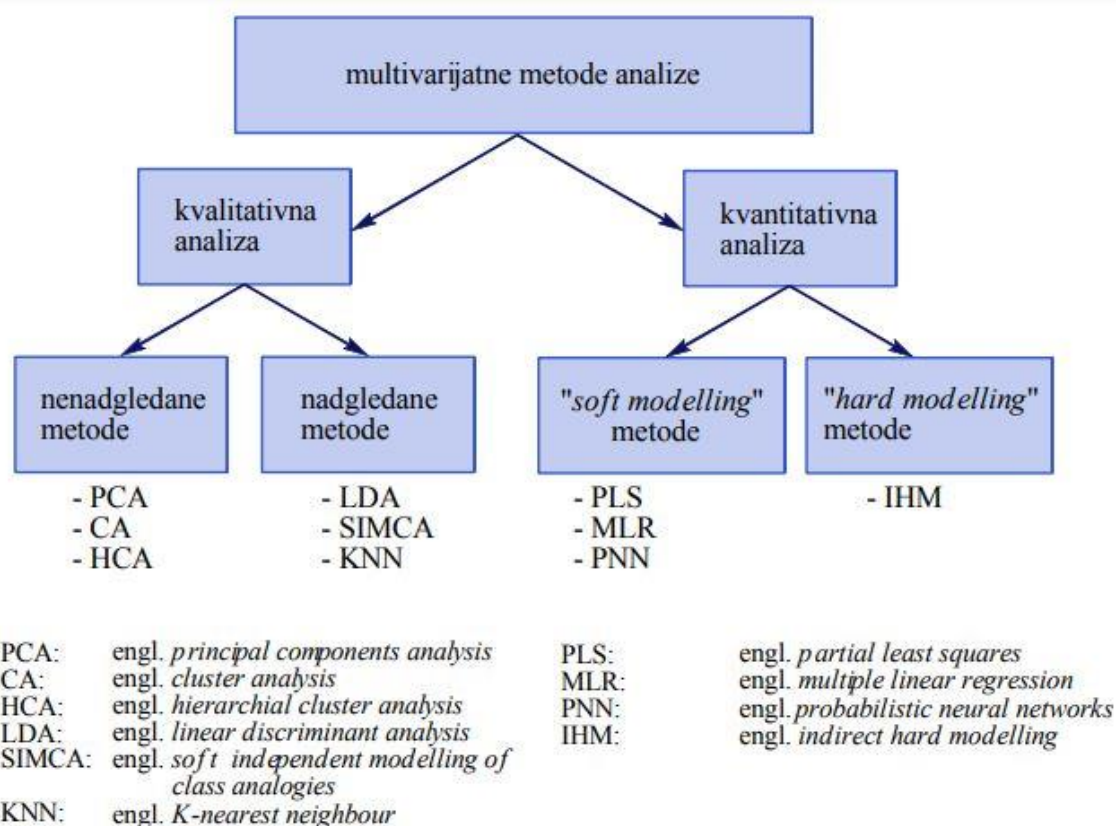 multivarijatne metode analize
kvalitativna
analiza
kvantitativna
analiza
nenadgledane
metode
nadgledane
metode
"soft modelling"
metode
"hard modelling"
metode
- PCA
- CA
- HCA
- LDA
- SIMCA
- KNN
- PLS
- MLR
- PNN
- IHM
PCA: engl. principal components analysis
CA: engl. cluster analysis
HCA: engl. hierarchial cluster analysis
LDA: engl. linear discriminant analysis
SIMCA: engl. soft independent modelling of
class analogies
KNN: engl. K-nearest neighbour
PLS: engl. partial least squares
MLR: engl. multiple linear regression
PNN: engl. probabilistic neural networks
IHM: engl. indirect hard modelling